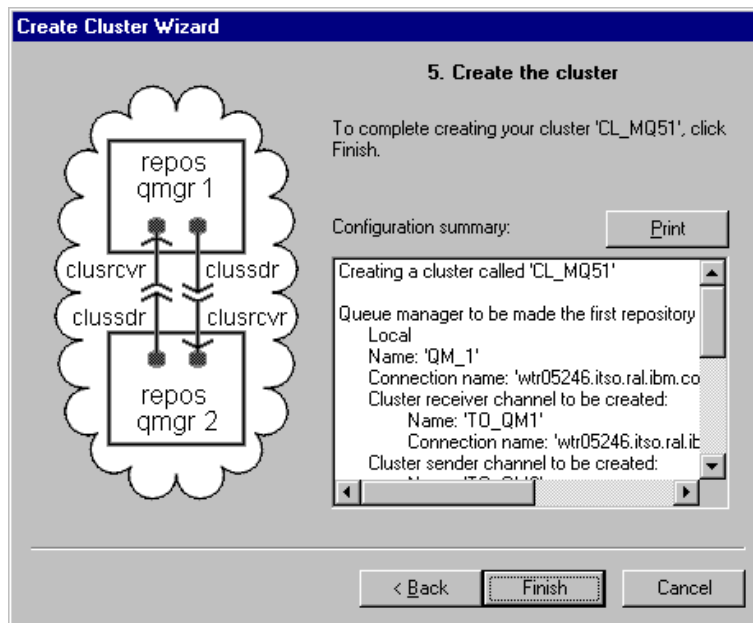 Create Cluster Wizard
5. Create the cluster
To complete creating your cluster 'CL_MQ51', click
Finish.
repos
qmgr 1
clusrcvr
clussdr
clussdr
clusrcvr
repos
qmgr 2
Configuration summary:
Print
Creating a cluster called 'CL_MQ51'
Queue manager to be made the first repository
Local
Name: 'QM_1'
Connection name: 'wtr05246.itso.ral.ibm.co
Cluster receiver channel to be created:
Name: 'TO_QM1'
Connection name: 'wtr05246.itso.ral.ib
Cluster sender channel to be created:
< Back
Finish
Cancel